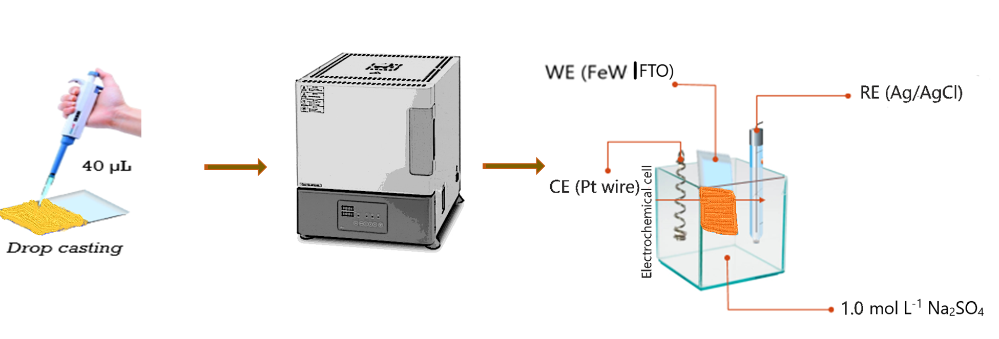 40 µL
Drop casting
WE (FeW |FTO)
RE (Ag/AgCl)
CE (Pt wire)
Electrochemical cell
1.0 mol L⁻¹ Na₂SO₄